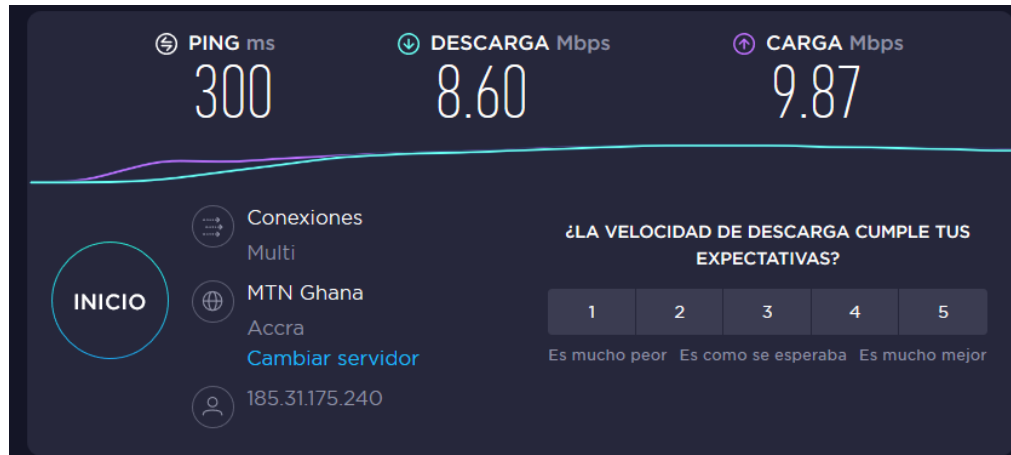 PING ms
300
DESCARGA Mbps
8.60
CARGA Mbps
9.87
INICIO
Conexiones
Multi
MTN Ghana
Accra
Cambiar servidor
185.31.175.240
¿LA VELOCIDAD DE DESCARGA CUMPLE TUS
EXPECTATIVAS?
1 2 3 4 5
Es mucho peor Es como se esperaba Es mucho mejor